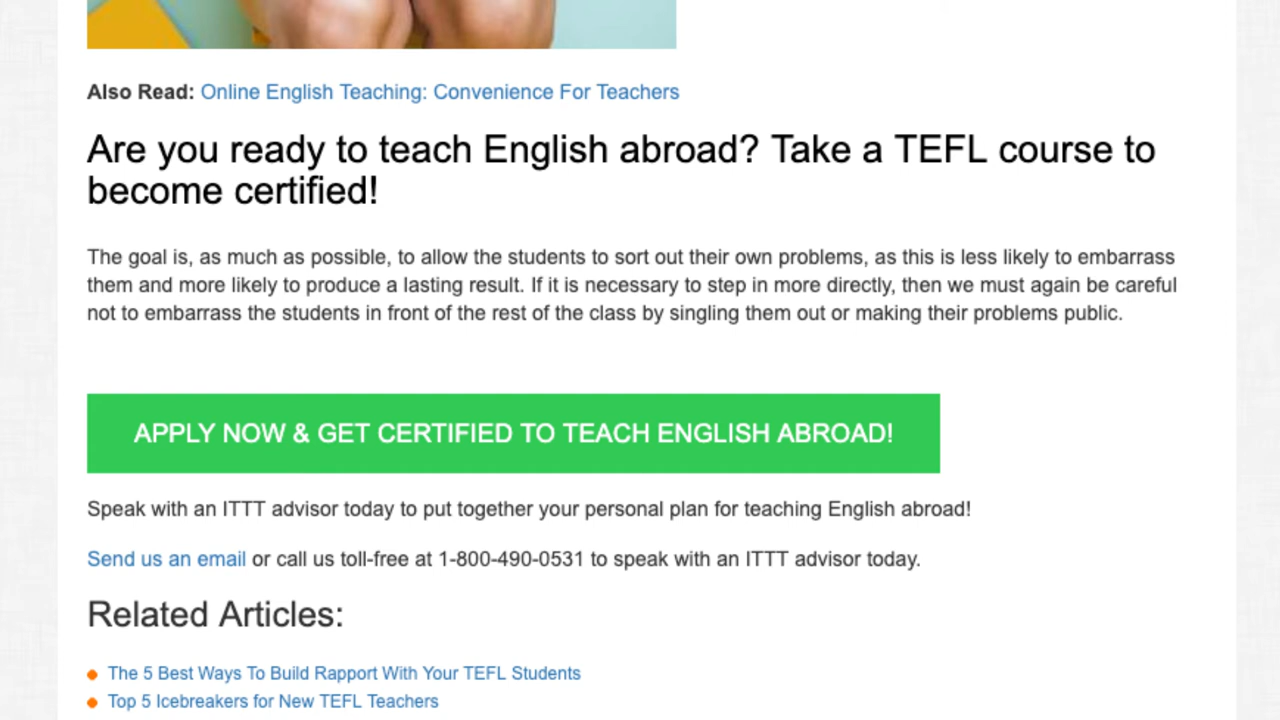 Also Read: Online English Teaching: Convenience For Teachers
Are you ready to teach English abroad? Take a TEFL course to
become certified!
The goal is, as much as possible, to allow the students to sort out their own problems, as this is less likely to embarrass
them and more likely to produce a lasting result. If it is necessary to step in more directly, then we must again be careful
not to embarrass the students in front of the rest of the class by singling them out or making their problems public.
APPLY NOW & GET CERTIFIED TO TEACH ENGLISH ABROAD!
Speak with an ITTT advisor today to put together your personal plan for teaching English abroad!
Send us an email or call us toll-free at 1-800-490-0531 to speak with an ITTT advisor today.
Related Articles:
The 5 Best Ways To Build Rapport With Your TEFL Students
Top 5 Icebreakers for New TEFL Teachers